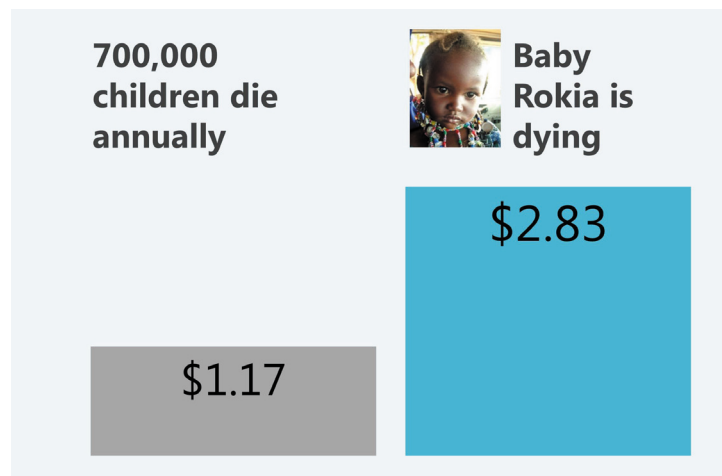 700,000
children die
annually
Baby
Rokia is
dying
$2.83
$1.17